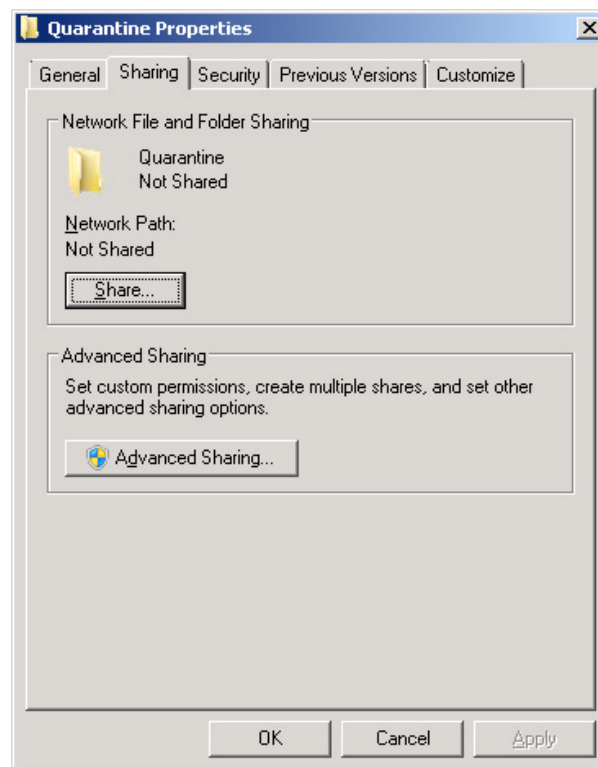 Quarantine Properties
General Sharing Security Previous Versions Customize
Network File and Folder Sharing
Quarantine
Not Shared
Network Path:
Not Shared
Share...
Advanced Sharing
Set custom permissions, create multiple shares, and set other
advanced sharing options.
Advanced Sharing...
OK Cancel Apply